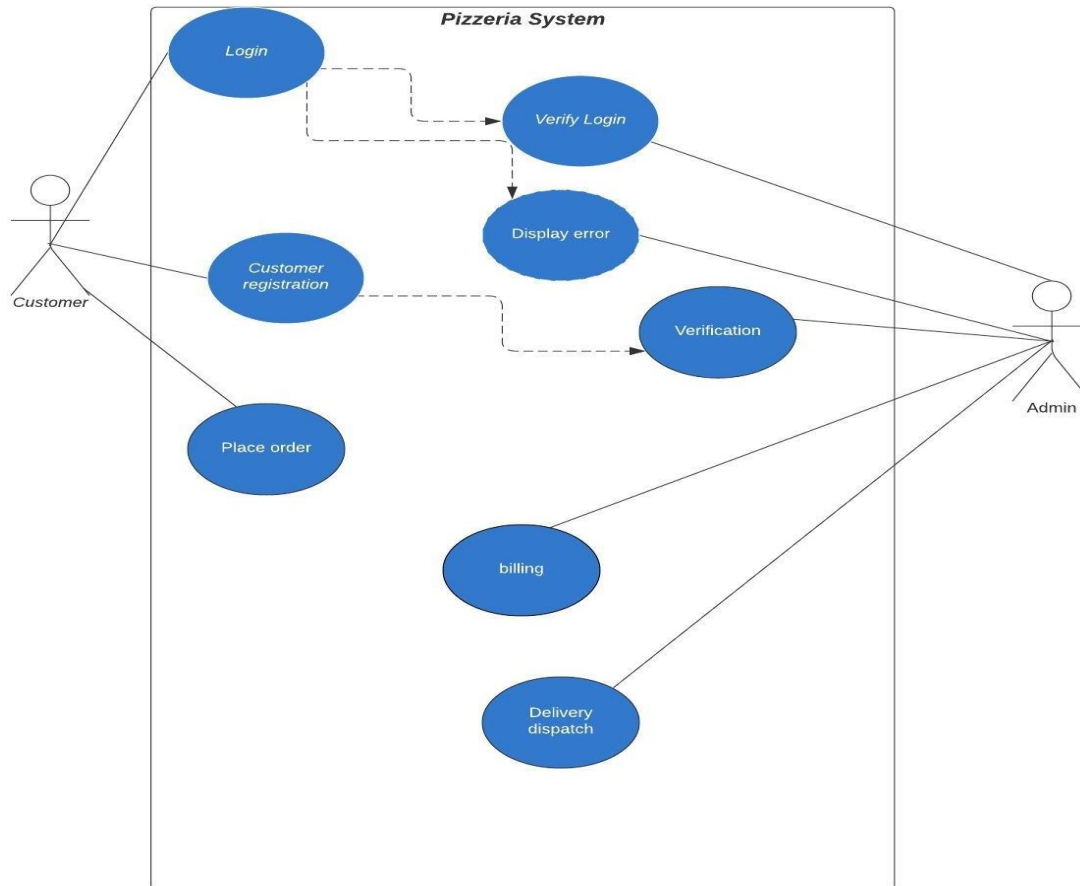 Pizzeria System
Login
Verify Login
Display error
Customer
registration
Customer
Verification
Admin
Place order
billing
Delivery
dispatch